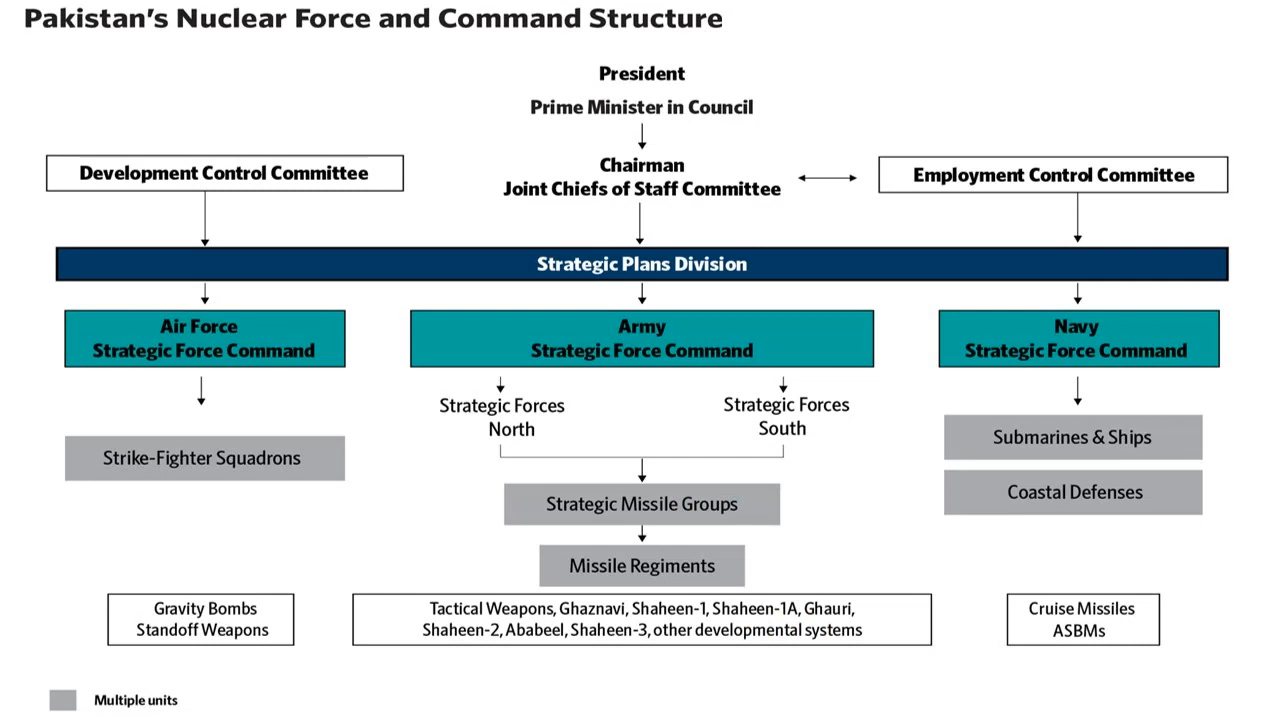 Pakistan's Nuclear Force and Command Structure
President
Prime Minister in Council
Chairman
Joint Chiefs of Staff Committee
Development Control Committee
Employment Control Committee
Strategic Plans Division
Air Force
Strategic Force Command
Army
Strategic Force Command
Navy
Strategic Force Command
Strategic Forces
North
Strategic Forces
South
Strike-Fighter Squadrons
Submarines & Ships
Coastal Defenses
Strategic Missile Groups
Missile Regiments
Gravity Bombs
Standoff Weapons
Tactical Weapons, Ghaznavi, Shaheen-1, Shaheen-1A, Ghauri,
Shaheen-2, Ababeel, Shaheen-3, other developmental systems
Cruise Missiles
ASBMs
Multiple units